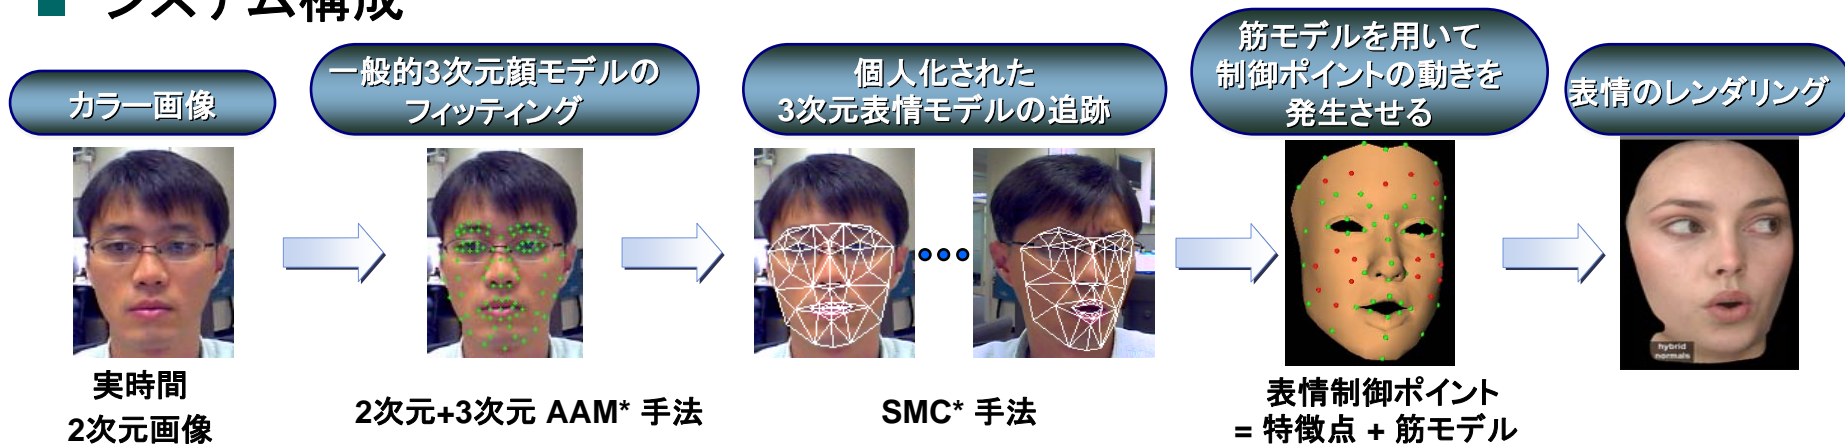 システム構成
カラー画像
一般的3次元顔モデルの
フィッティング
個人化された
3次元表情モデルの追跡
筋モデルを用いて
制御ポイントの動きを
発生させる
表情のレンダリング
実時間
2次元画像
2次元+3次元 AAM* 手法
SMC* 手法
表情制御ポイント
= 特徴点 + 筋モデル
hybrid
normals